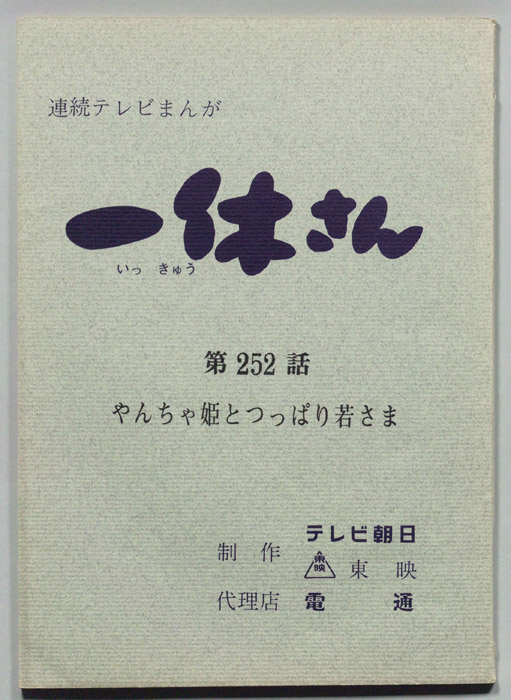 連続テレビまんが
一休さん
いっ きゅう
第252話
やんちゃ姫とつっぱり若さま
制作 テレビ朝日
東映 東映
代理店 電通